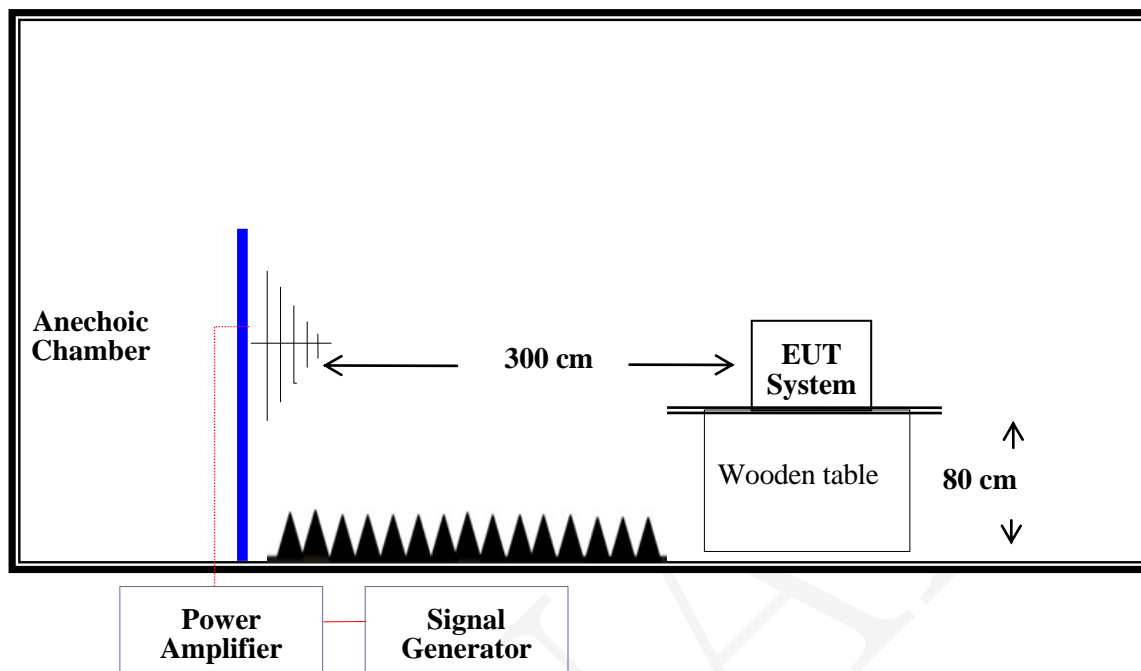 Anechoic
Chamber
300 cm
EUT
System
Wooden table
80 cm
Power
Amplifier
Signal
Generator